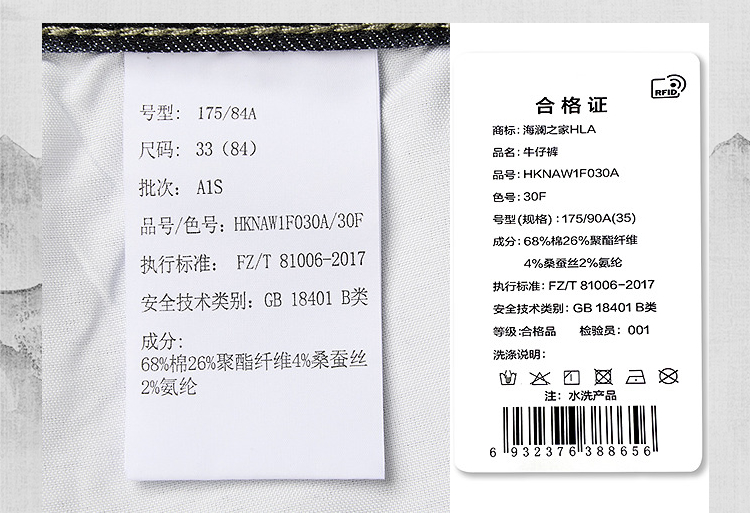 号型: 175/84A
尺码: 33（84）
批次: A1S
品号/色号: HKNAW1F030A/30F
执行标准: FZ/T 81006-2017
安全技术类别: GB 18401 B类
成分:
68%棉26%聚酯纤维4%桑蚕丝
2%氨纶
RFID
合格证
商标: 海澜之家HLA
品名: 牛仔裤
品号: HKNAW1F030A
色号: 30F
号型(规格): 175/90A(35)
成分: 68%棉26%聚酯纤维
4%桑蚕丝2%氨纶
执行标准: FZ/T 81006-2017
安全技术类别: GB 18401 B类
等级:合格品 检验员: 001
洗涤说明:
注: 水洗产品
6 932376 388656